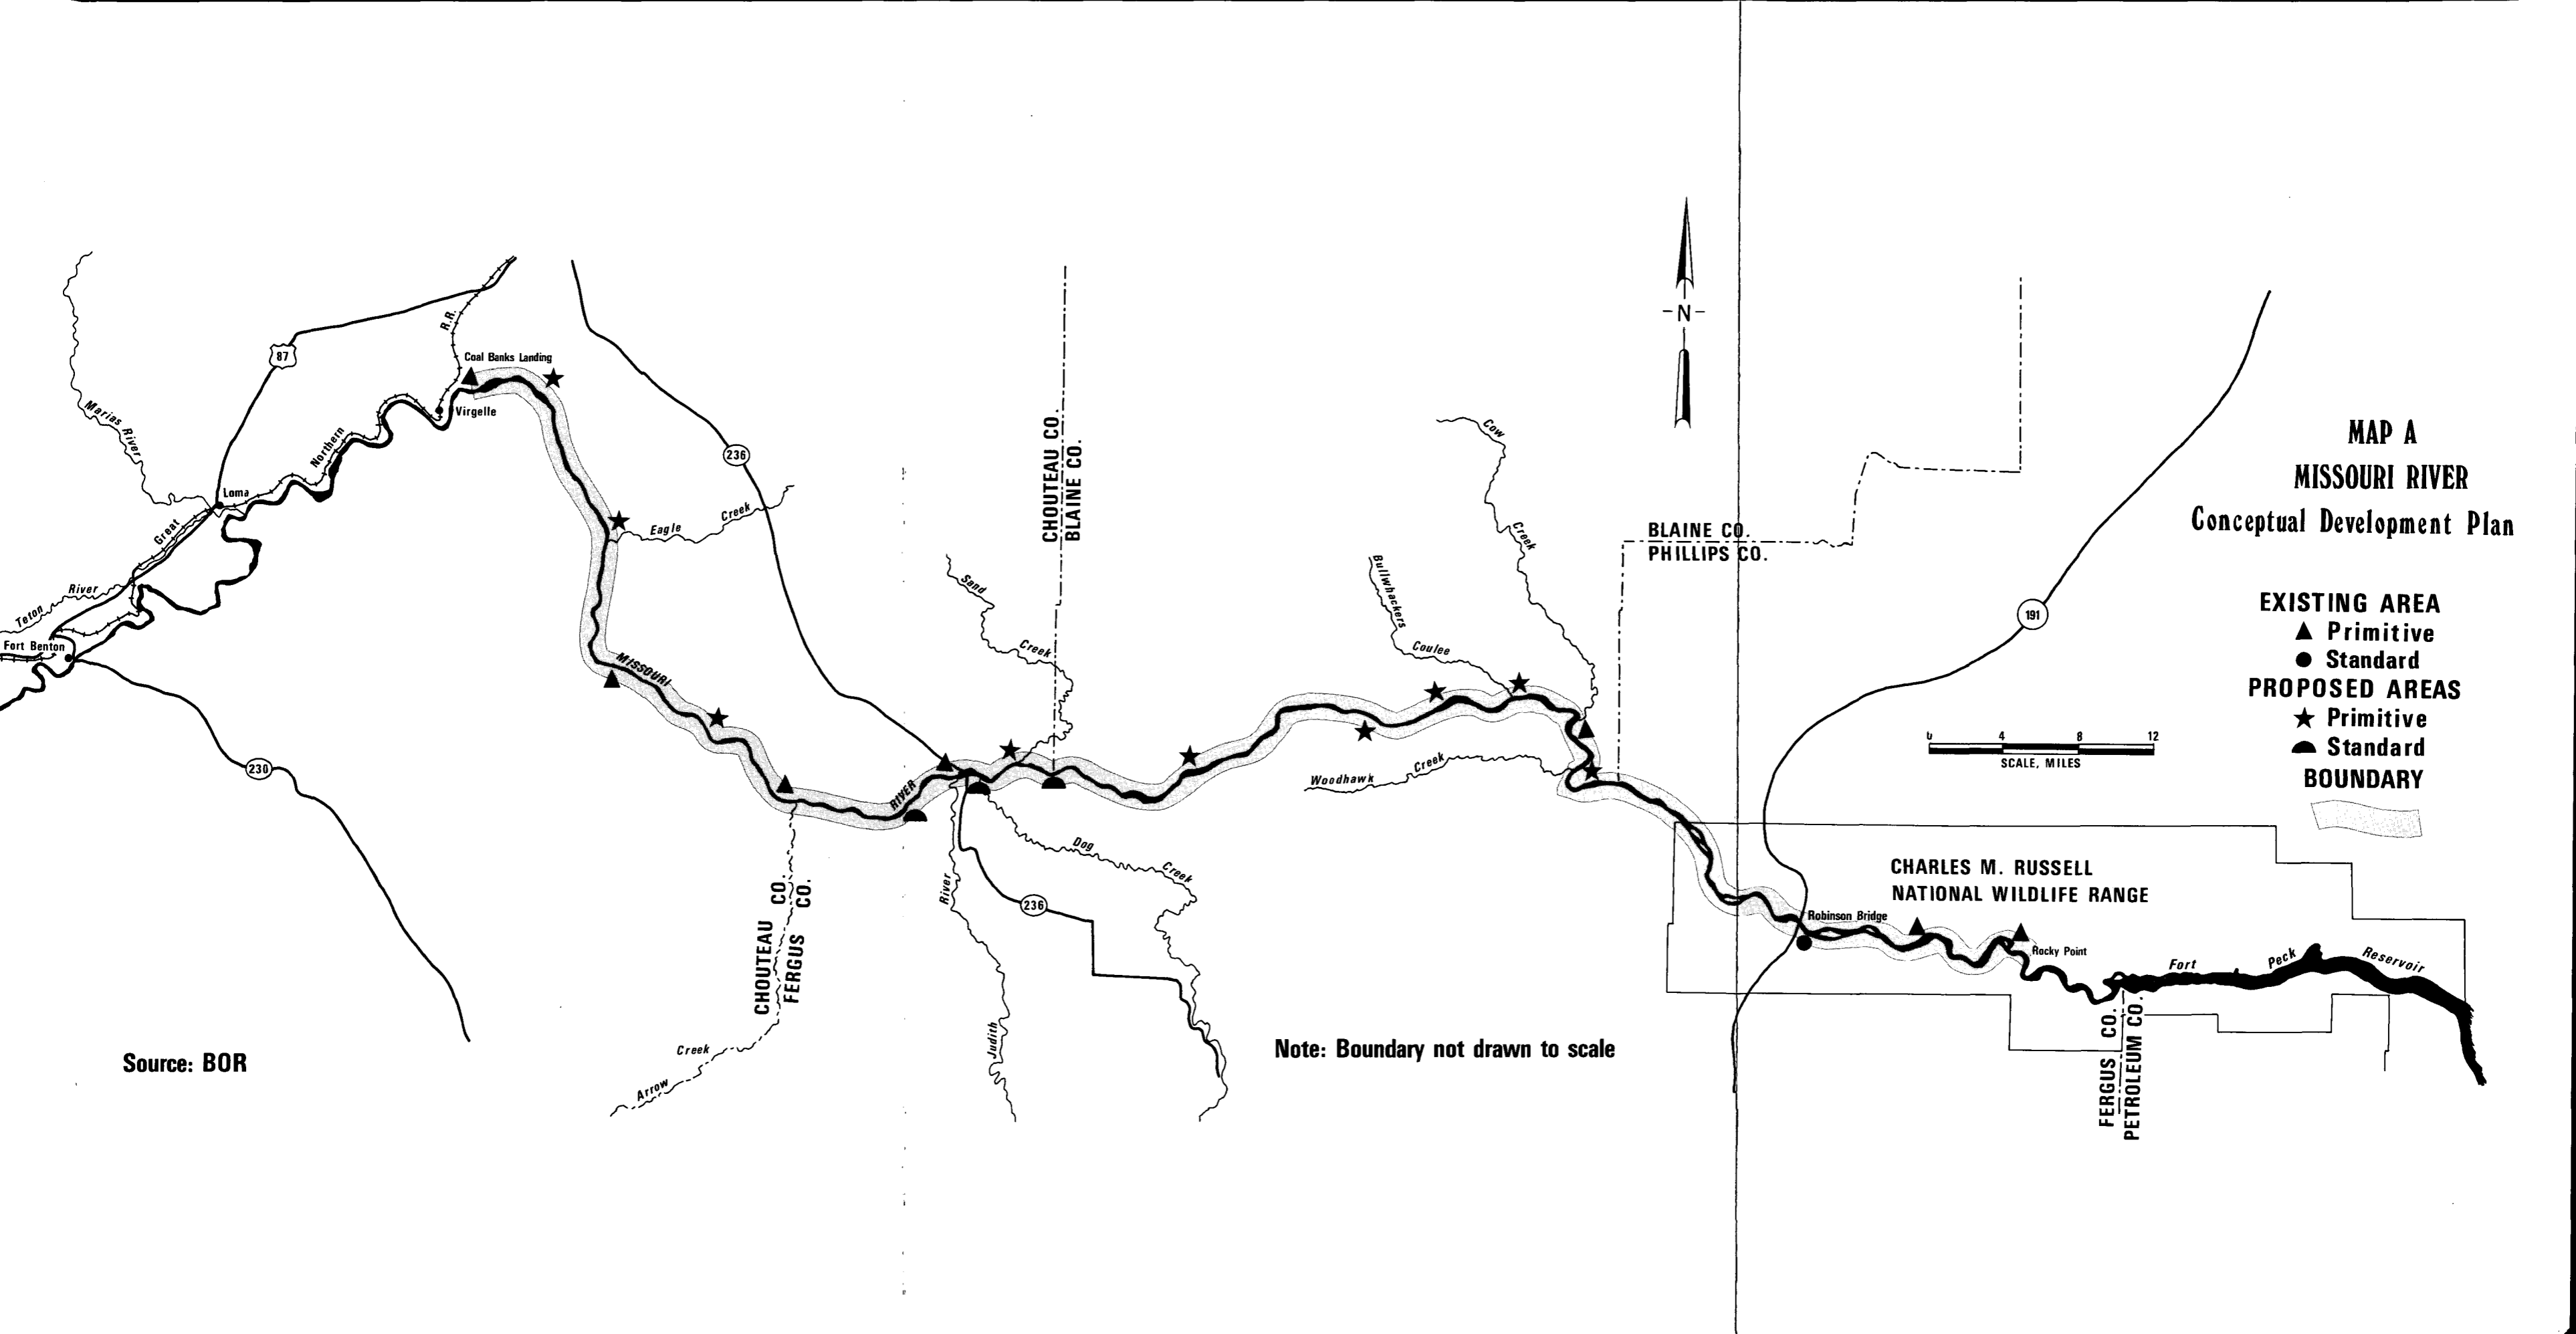 MAP A
MISSOURI RIVER
Conceptual Development Plan
EXISTING AREA
Primitive
Standard
PROPOSED AREAS
Primitive
Standard
BOUNDARY
0 4 8 12
SCALE, MILES
-N-
87
R.R.
Coal Banks Landing
Virgelle
Marias River
Northern
Loma
Great
Teton River
Fort Benton
230
236
Eagle Creek
CHOUTEAU CO.
BLAINE CO.
Sand Creek
MISSOURI
RIVER
Bullwhackers Coulee
Cow Creek
Woodhawk Creek
BLAINE CO.
PHILLIPS CO.
191
CHOUTEAU CO.
FERGUS CO.
Arrow Creek
Judith River
Dog Creek
236
CHARLES M. RUSSELL
NATIONAL WILDLIFE RANGE
Robinson Bridge
Rocky Point
Fort Peck Reservoir
FERGUS CO.
PETROLEUM CO.
Source: BOR
Note: Boundary not drawn to scale